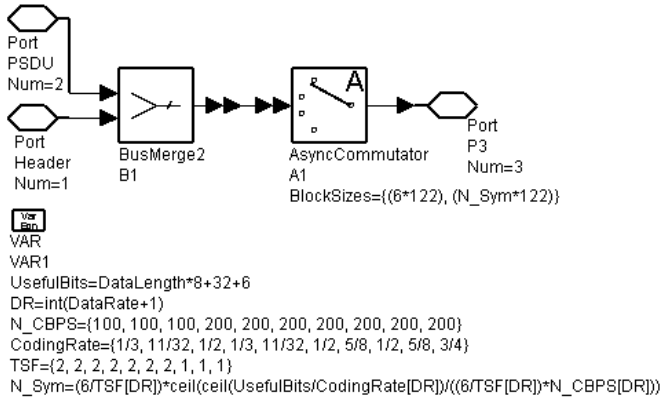 Port
PSDU
Num=2
Port
Header
Num=1
BusMerge2
B1
A
AsyncCommutator
A1
BlockSizes={(6*122), (N_Sym*122)}
Port
P3
Num=3
Var
Eqn
VAR
VAR1
UsefulBits=DataLength*8+32+6
DR=int(DataRate+1)
N_CBPS={100, 100, 100, 200, 200, 200, 200, 200, 200, 200}
CodingRate={1/3, 11/32, 1/2, 1/3, 11/32, 1/2, 5/8, 1/2, 5/8, 3/4}
TSF={2, 2, 2, 2, 2, 2, 2, 1, 1, 1}
N_Sym=(6/TSF[DR])*ceil(ceil(UsefulBits/CodingRate[DR])/((6/TSF[DR])*N_CBPS[DR]))